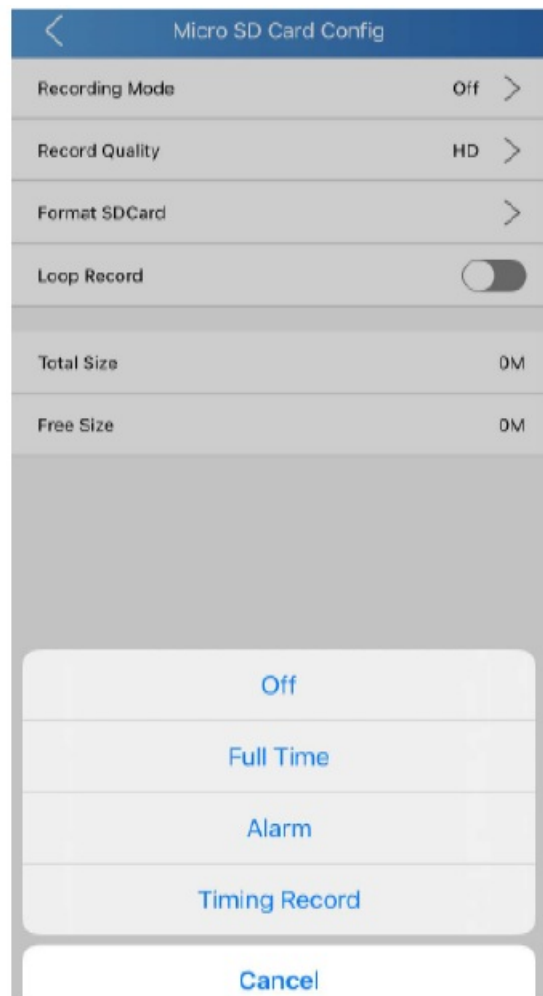 Micro SD Card Config
Recording Mode Off
Record Quality HD
Format SDCard
Loop Record
Total Size 0M
Free Size 0M
Off
Full Time
Alarm
Timing Record
Cancel